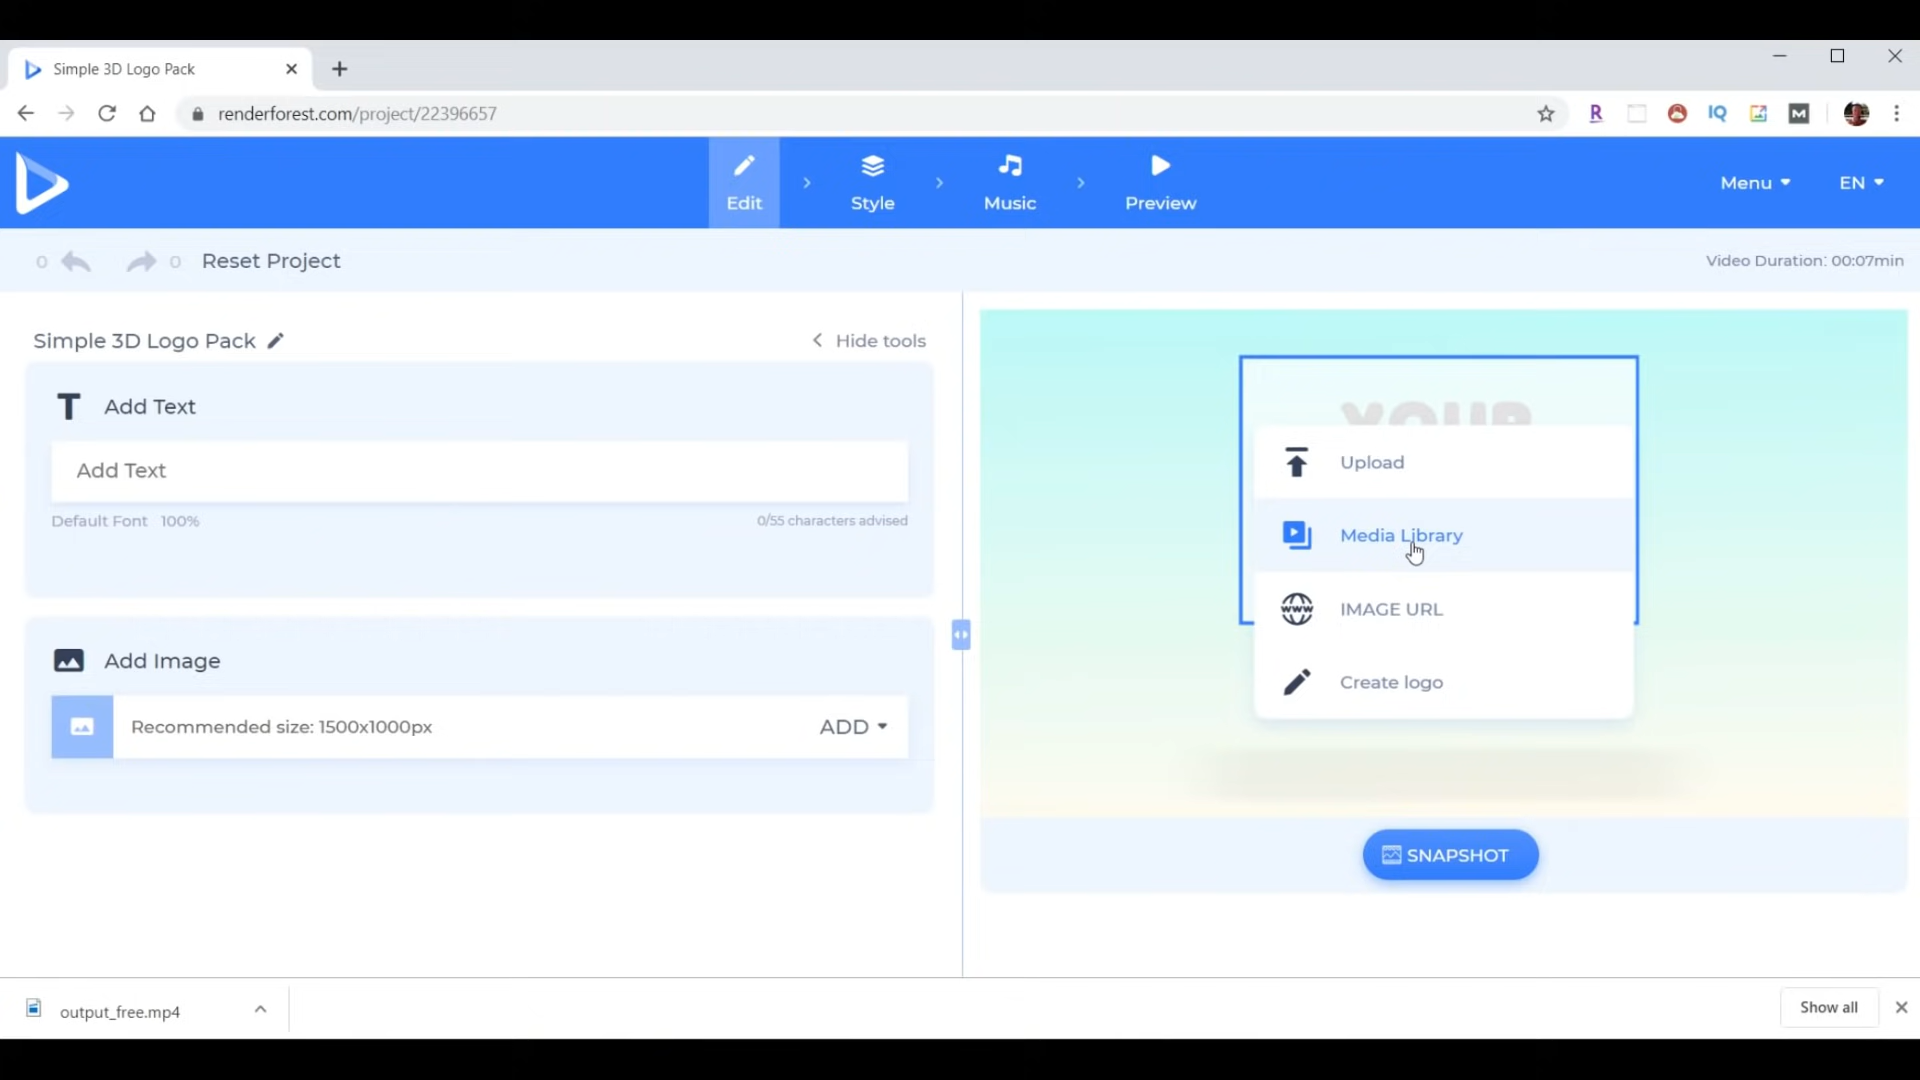 Simple 3D Logo Pack
renderforest.com/project/22396657
R
IQ
M
Edit
Style
Music
Preview
Menu
EN
0
0
Reset Project
Video Duration: 00:07min
Simple 3D Logo Pack
Hide tools
T
Add Text
Add Text
Default Font 100%
0/55 characters advised
Add Image
Recommended size: 1500x1000px
ADD
YOUR
Upload
Media Library
www
IMAGE URL
Create logo
SNAPSHOT
output_free.mp4
Show all